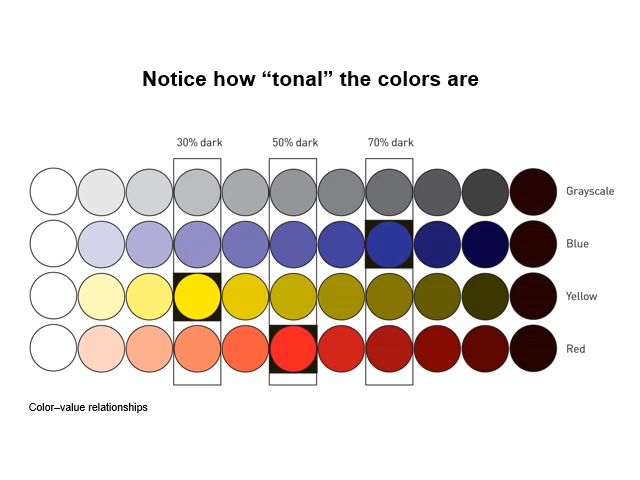 Notice how “tonal” the colors are
30% dark 50% dark 70% dark
Grayscale
Blue
Yellow
Red
Color–value relationships